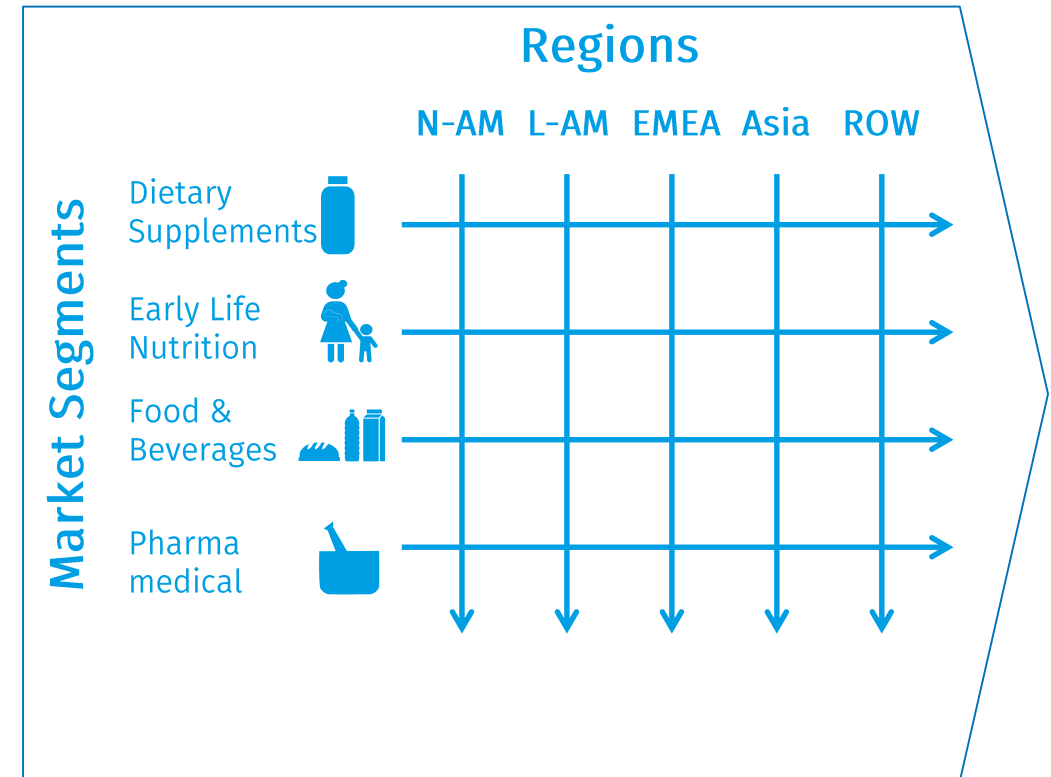 Regions
N-AM L-AM EMEA Asia ROW
Market Segments
Dietary
Supplements
Early Life
Nutrition
Food &
Beverages
Pharma
medical